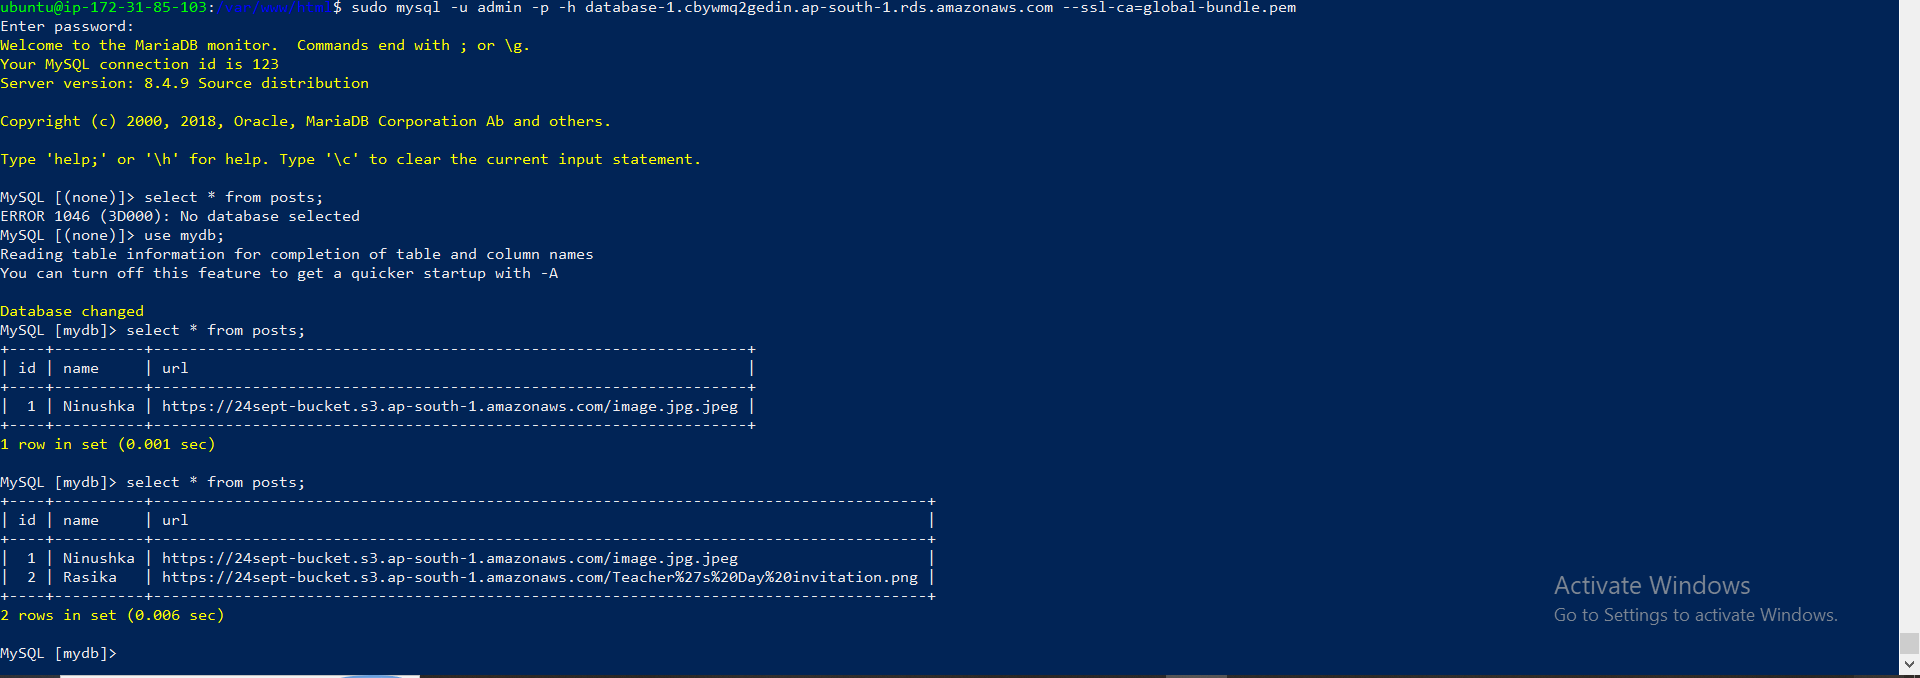 ubuntu@ip-172-31-85-103:/var/www/html$ sudo mysql -u admin -p -h database-1.cbywmq2gedin.ap-south-1.rds.amazonaws.com --ssl-ca=global-bundle.pem
Enter password:
Welcome to the MariaDB monitor.  Commands end with ; or \g.
Your MySQL connection id is 123
Server version: 8.4.9 Source distribution
Copyright (c) 2000, 2018, Oracle, MariaDB Corporation Ab and others.
Type 'help;' or '\h' for help. Type '\c' to clear the current input statement.
MySQL [(none)]> select * from posts;
ERROR 1046 (3D000): No database selected
MySQL [(none)]> use mydb;
Reading table information for completion of table and column names
You can turn off this feature to get a quicker startup with -A
Database changed
MySQL [mydb]> select * from posts;
+----+----------+------------------------------------------------------------------+
| id | name     | url                                                              |
+----+----------+------------------------------------------------------------------+
|  1 | Ninushka | https://24sept-bucket.s3.ap-south-1.amazonaws.com/image.jpg.jpeg |
+----+----------+------------------------------------------------------------------+
1 row in set (0.001 sec)
MySQL [mydb]> select * from posts;
+----+----------+--------------------------------------------------------------------------------------+
| id | name     | url                                                                                  |
+----+----------+--------------------------------------------------------------------------------------+
|  1 | Ninushka | https://24sept-bucket.s3.ap-south-1.amazonaws.com/image.jpg.jpeg                     |
|  2 | Rasika   | https://24sept-bucket.s3.ap-south-1.amazonaws.com/Teacher%27s%20Day%20invitation.png |
+----+----------+--------------------------------------------------------------------------------------+
2 rows in set (0.006 sec)
MySQL [mydb]>
Activate Windows
Go to Settings to activate Windows.